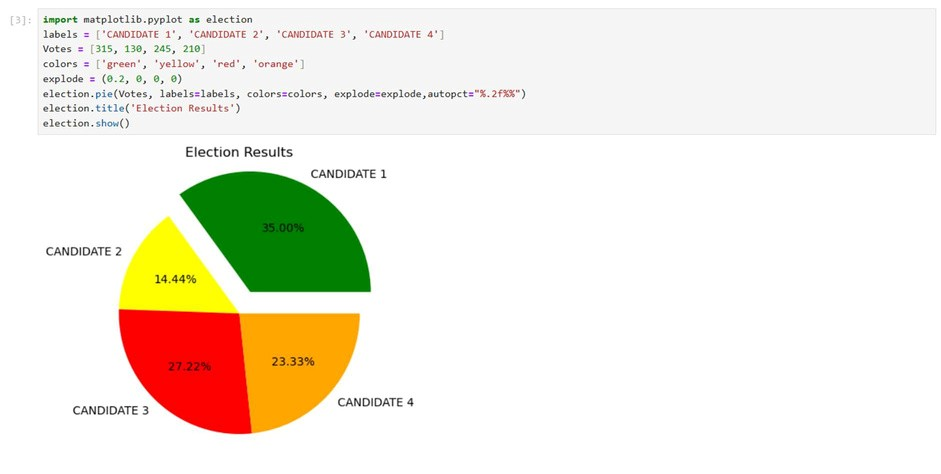 [3]:
import matplotlib.pyplot as election
labels = ['CANDIDATE 1', 'CANDIDATE 2', 'CANDIDATE 3', 'CANDIDATE 4']
Votes = [315, 130, 245, 210]
colors = ['green', 'yellow', 'red', 'orange']
explode = (0.2, 0, 0, 0)
election.pie(Votes, labels=labels, colors=colors, explode=explode,autopct="%.2f%%")
election.title('Election Results')
election.show()
Election Results
CANDIDATE 1
35.00%
CANDIDATE 2
14.44%
27.22%
23.33%
CANDIDATE 4
CANDIDATE 3